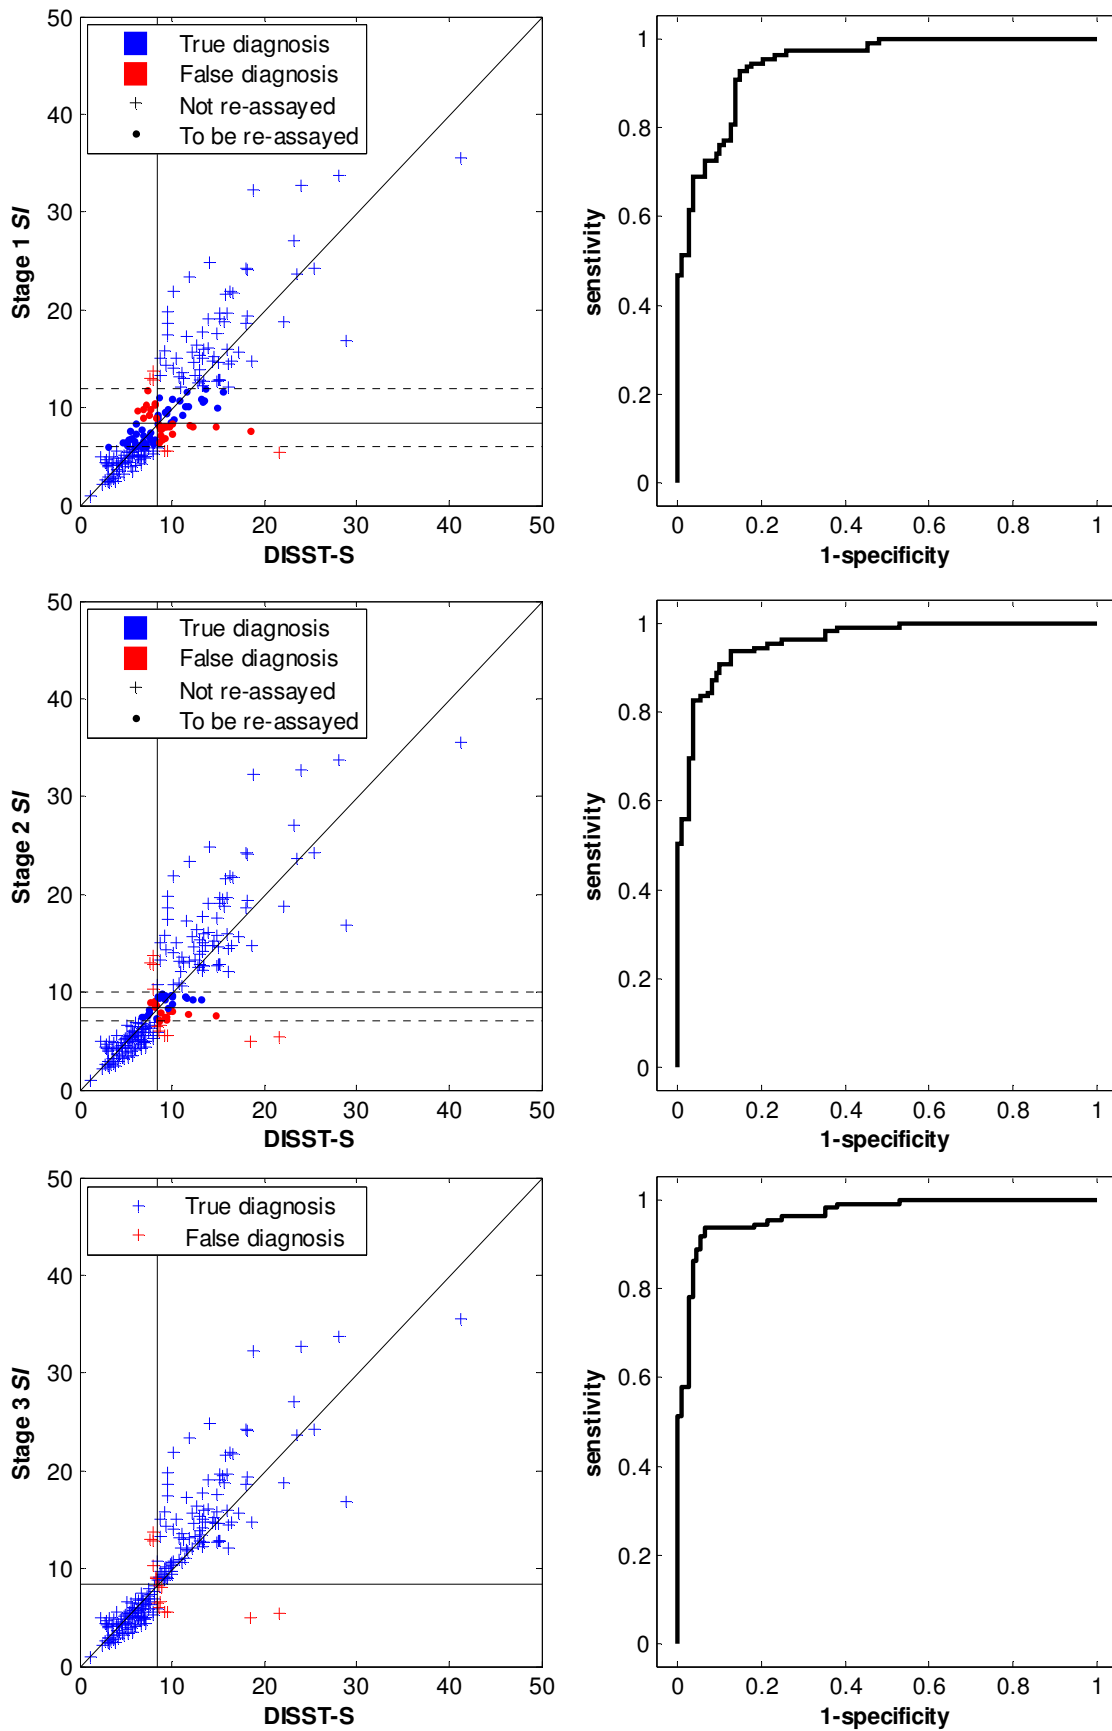 50
40
30
20
10
0
Stage 1 SI
True diagnosis
False diagnosis
Not re-assayed
To be re-assayed
0 10 20 30 40 50
DISST-S
1
0.8
0.6
0.4
0.2
0
senstivity
0 0.2 0.4 0.6 0.8 1
1-specificity
50
40
30
20
10
0
Stage 2 SI
True diagnosis
False diagnosis
Not re-assayed
To be re-assayed
0 10 20 30 40 50
DISST-S
1
0.8
0.6
0.4
0.2
0
senstivity
0 0.2 0.4 0.6 0.8 1
1-specificity
50
40
30
20
10
0
Stage 3 SI
True diagnosis
False diagnosis
0 10 20 30 40 50
DISST-S
1
0.8
0.6
0.4
0.2
0
senstivity
0 0.2 0.4 0.6 0.8 1
1-specificity